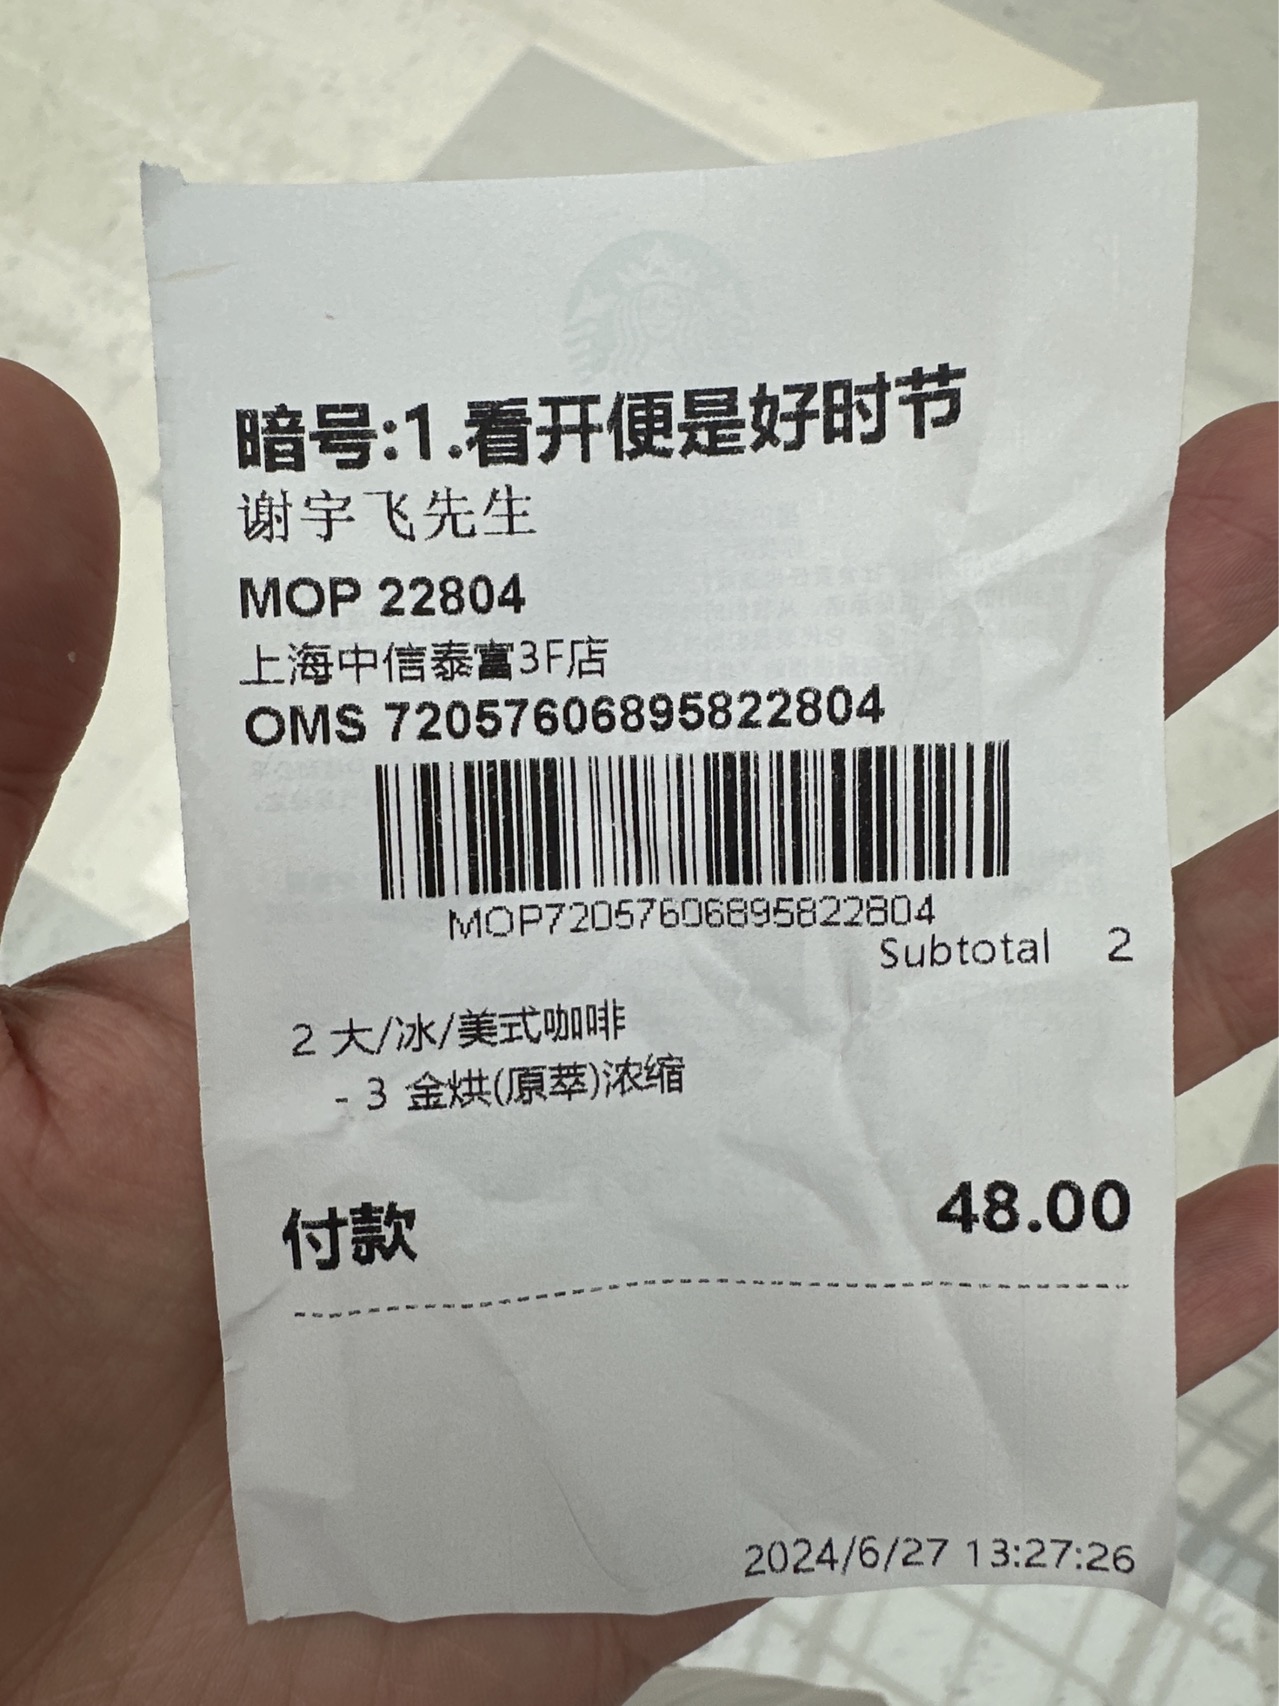 暗号:1.看开便是好时节
谢宇飞先生
MOP 22804
上海中信泰富3F店
OMS 72057606895822804
MOP72057606895822804
Subtotal 2
2 大/冰/美式咖啡
- 3 金烘(原萃)浓缩
付款 48.00
2024/6/27 13:27:26